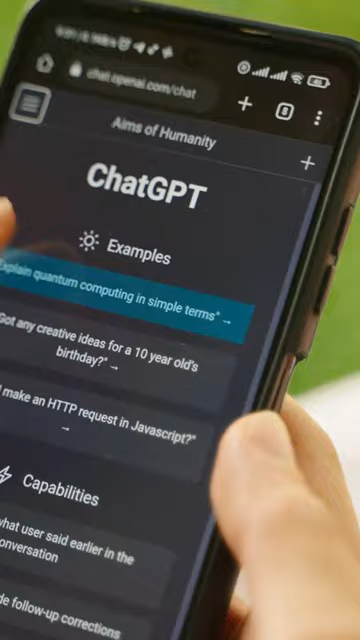 chat.openai.com/chat
8
Aims of Humanity
ChatGPT
Examples
Explain quantum computing in simple terms" →
Got any creative ideas for a 10 year old's
birthday?" →
I make an HTTP request in Javascript?"
→
Capabilities
what user said earlier in the
onversation
follow-up corrections